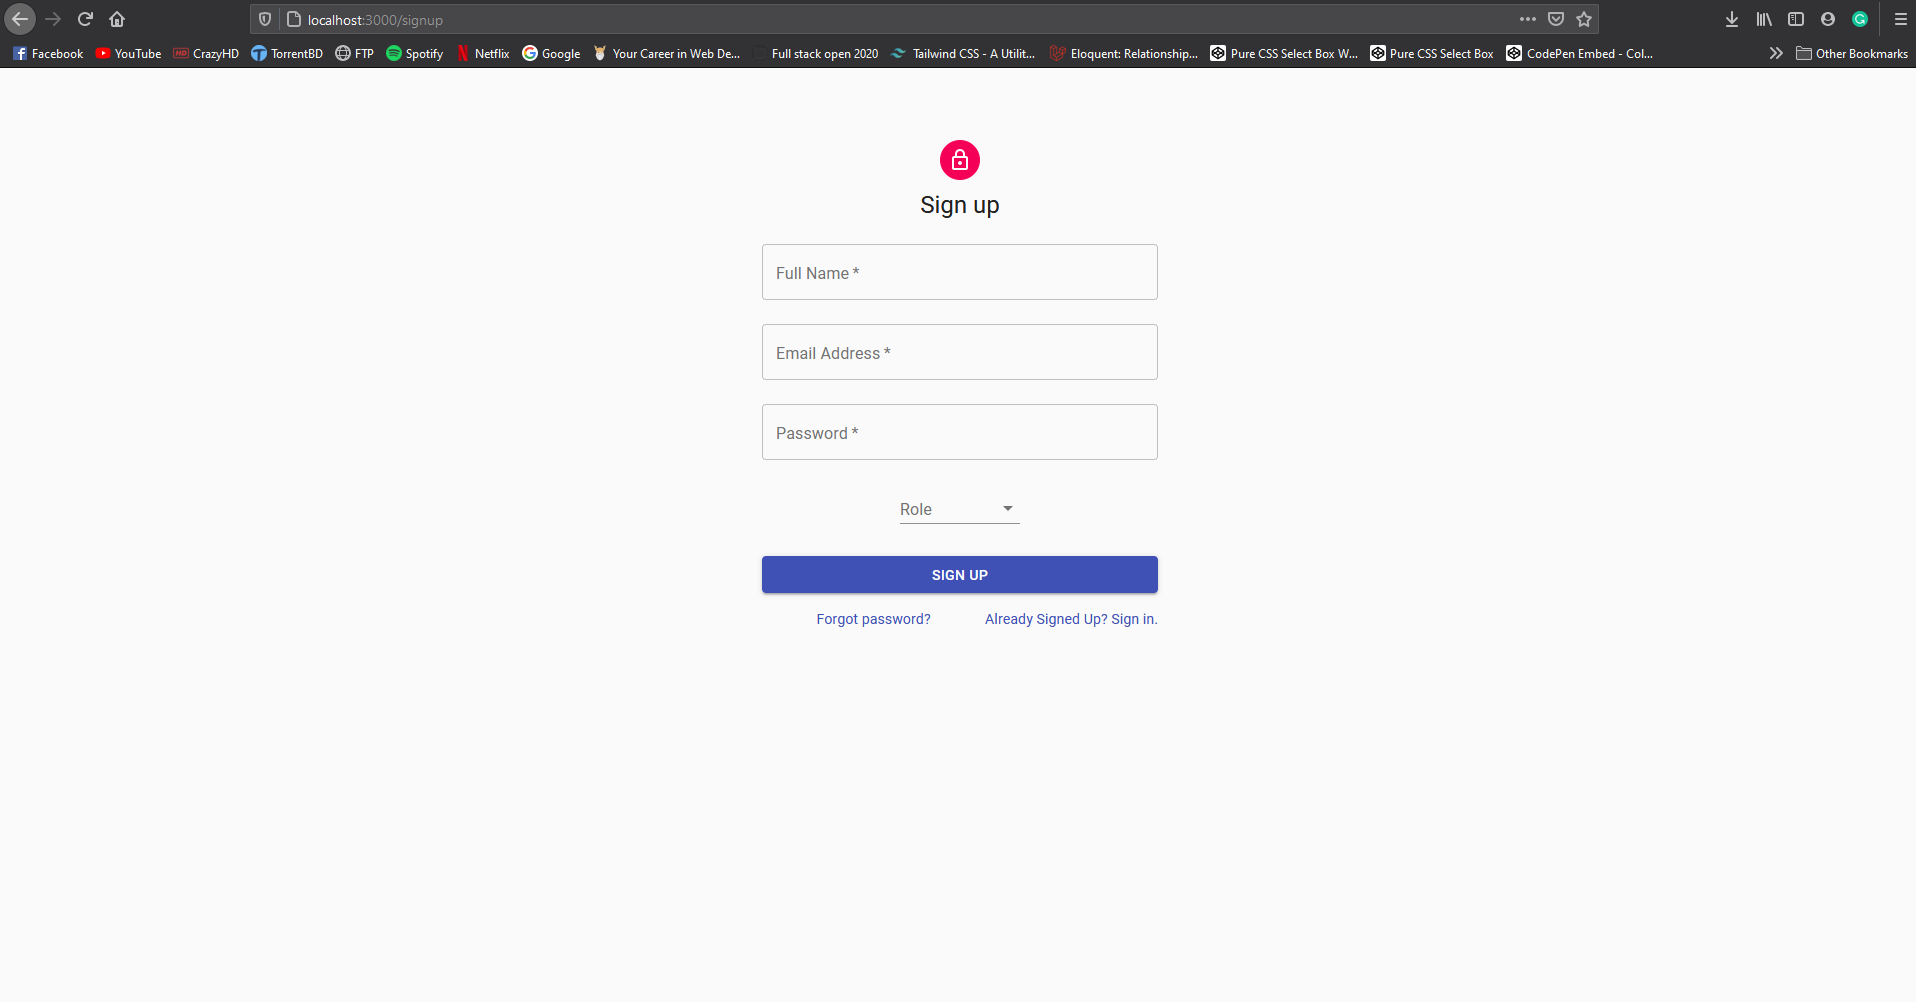 localhost:3000/signup
Facebook YouTube CrazyHD TorrentBD FTP Spotify Netflix Google Your Career in Web De... Full stack open 2020 Tailwind CSS - A Utilit... Eloquent: Relationship... Pure CSS Select Box W... Pure CSS Select Box CodePen Embed - Col... Other Bookmarks
Sign up
Full Name *
Email Address *
Password *
Role
SIGN UP
Forgot password? Already Signed Up? Sign in.